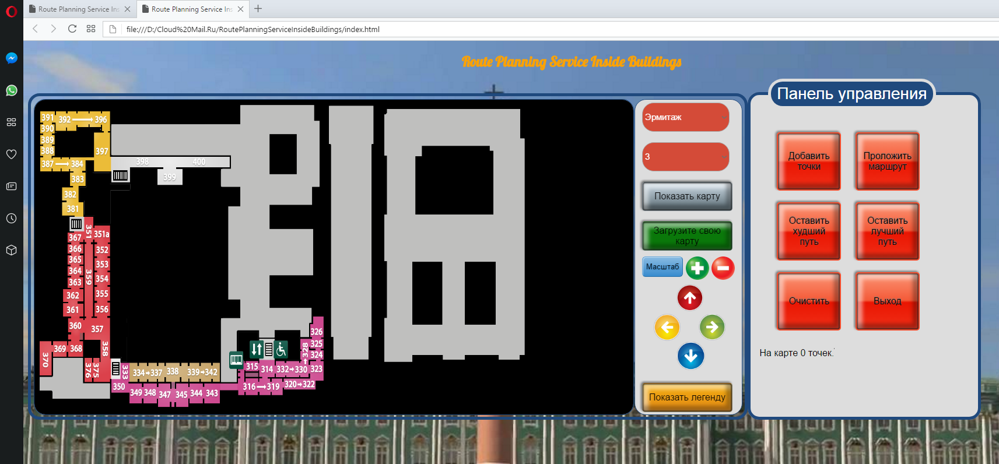 Route Planning Service Ins
Route Planning Service Ins
file:///D:/Cloud%20Mail.Ru/RoutePlanningServiceInsideBuildings/index.html
Route Planning Service Inside Buildings
Панель управления
391
392
396
390
389
388
397
387
384
398
400
399
383
382
381
351
351a
367
366
352
365
353
364
359
354
363
362
355
361
356
360
357
369
368
358
370
376
375
333
350
334
337
338
339
342
349
348
347
345
344
343
315
314
332
330
316
319
320
322
323
324
325
326
328
Эрмитаж
3
Показать карту
Загрузите свою
карту
Масштаб
Показать легенду
Добавить
точки
Проложить
маршрут
Оставить
худший
путь
Оставить
лучший
путь
Очистить
Выход
На карте 0 точек.